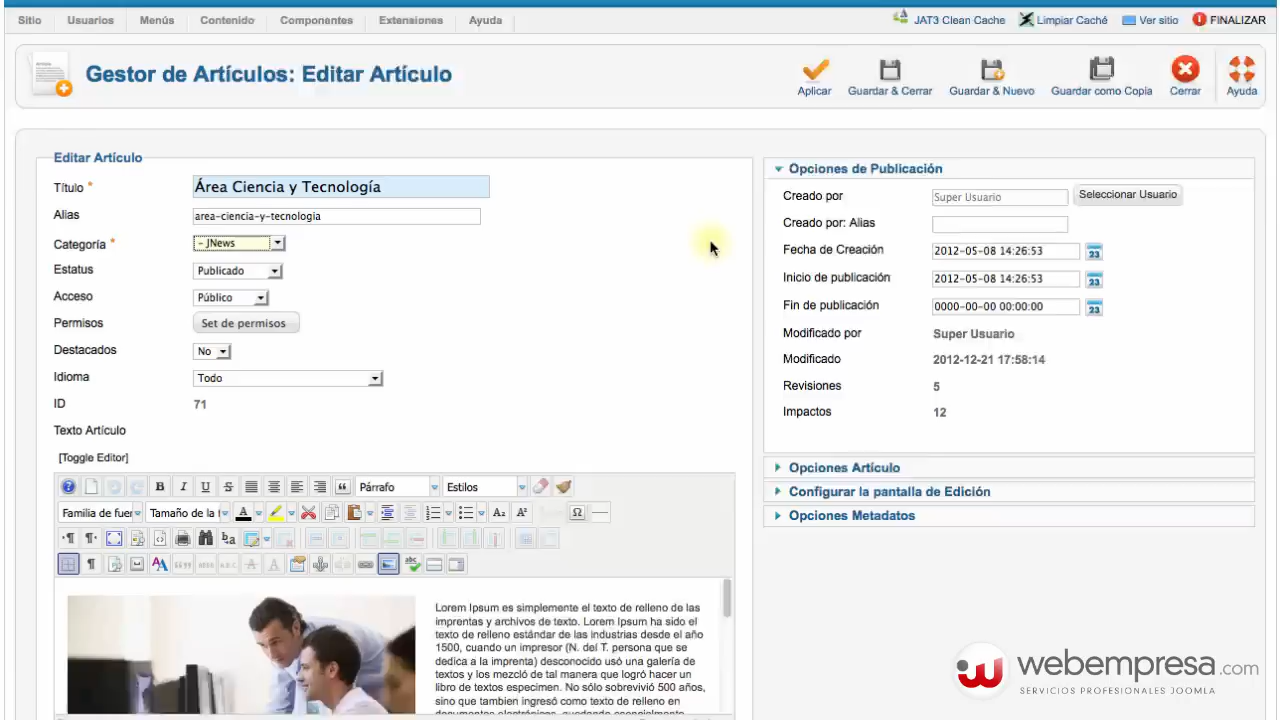 Sitio Usuarios Menús Contenido Componentes Extensiones Ayuda JAT3 Clean Cache Limpiar Caché Ver sitio FINALIZAR
Gestor de Artículos: Editar Artículo
Aplicar Guardar & Cerrar Guardar & Nuevo Guardar como Copia Cerrar Ayuda
Editar Artículo
Título * Área Ciencia y Tecnología
Alias area-ciencia-y-tecnologia
Categoría * - JNews
Estatus Publicado
Acceso Público
Permisos Set de permisos
Destacados No
Idioma Todo
ID 71
Texto Artículo
[Toggle Editor]
Párrafo Estilos
Familia de fuer Tamaño de la
Lorem Ipsum es simplemente el texto de relleno de las
imprentas y archivos de texto. Lorem Ipsum ha sido el
texto de relleno estándar de las industrias desde el año
1500, cuando un impresor (N. del T. persona que se
dedica a la imprenta) desconocido usó una galería de
textos y los mezcló de tal manera que logró hacer un
libro de textos especimen. No sólo sobrevivió 500 años,
sino que tambien ingresó como texto de relleno en
Opciones de Publicación
Creado por Super Usuario Seleccionar Usuario
Creado por: Alias
Fecha de Creación 2012-05-08 14:26:53 23
Inicio de publicación 2012-05-08 14:26:53 23
Fin de publicación 0000-00-00 00:00:00 23
Modificado por Super Usuario
Modificado 2012-12-21 17:58:14
Revisiones 5
Impactos 12
Opciones Artículo
Configurar la pantalla de Edición
Opciones Metadatos
webempresa.com
SERVICIOS PROFESIONALES JOOMLA